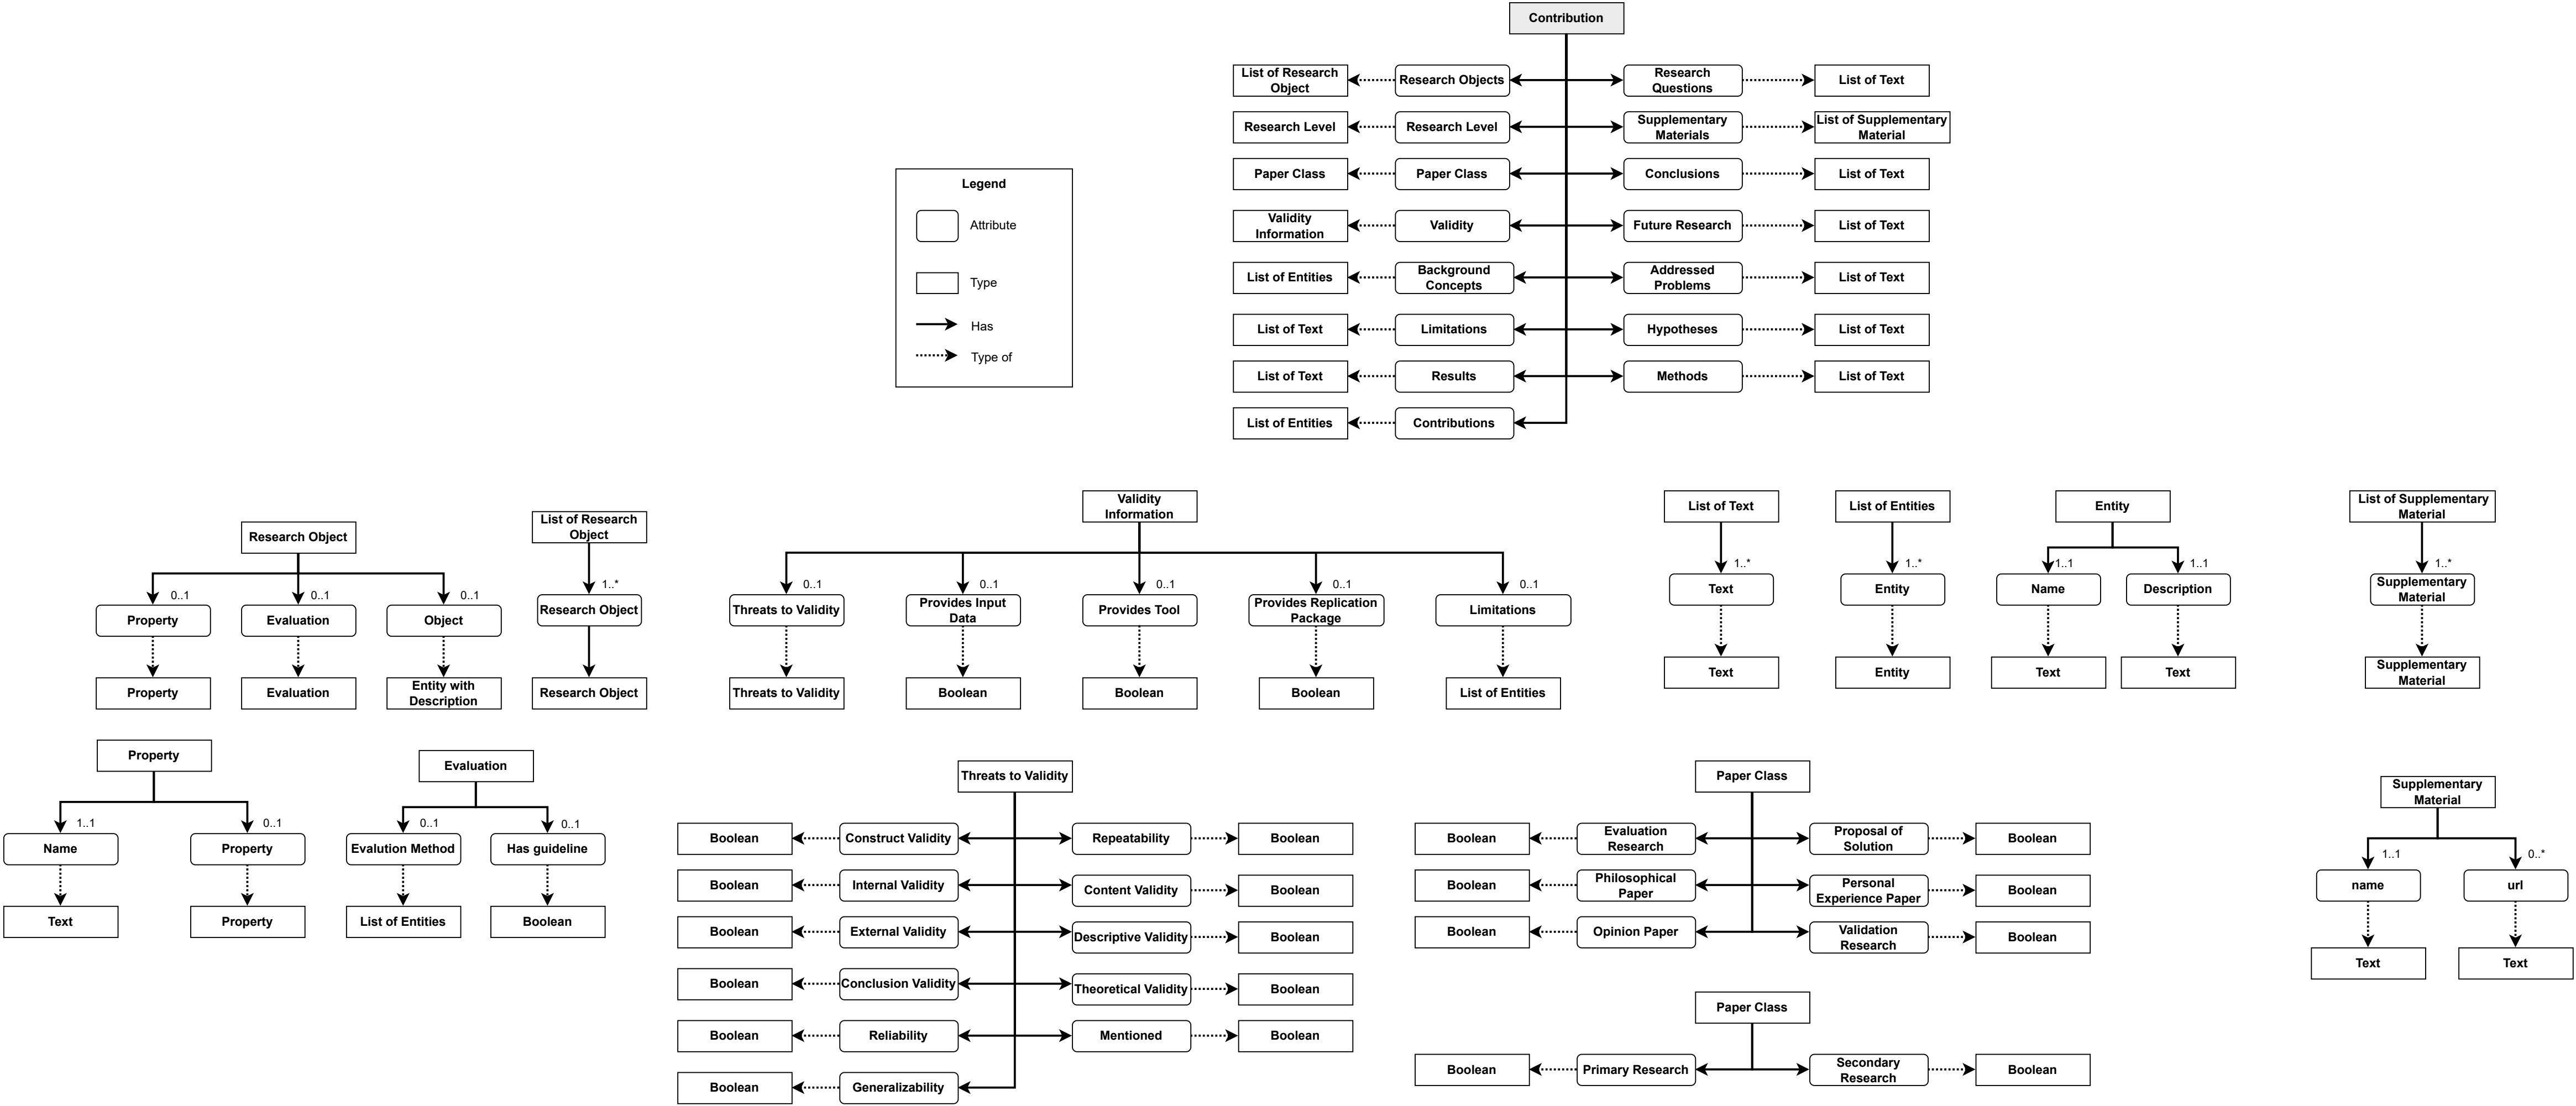 Contribution
List of Research
Object
Research Objects
Research
Questions
List of Text
Research Level
Research Level
Supplementary
Materials
List of Supplementary
Material
Paper Class
Paper Class
Conclusions
List of Text
Validity
Information
Validity
Future Research
List of Text
List of Entities
Background
Concepts
Addressed
Problems
List of Text
List of Text
Limitations
Hypotheses
List of Text
List of Text
Results
Methods
List of Text
List of Entities
Contributions
Legend
Attribute
Type
Has
Type of
Research Object
0..1
0..1
0..1
Property
Evaluation
Object
Property
Evaluation
Entity with
Description
List of Research
Object
1..*
Research Object
Research Object
Validity
Information
0..1
0..1
0..1
0..1
0..1
Threats to Validity
Provides Input
Data
Provides Tool
Provides Replication
Package
Limitations
Threats to Validity
Boolean
Boolean
Boolean
List of Entities
List of Text
1..*
Text
Text
List of Entities
1..*
Entity
Entity
Entity
1..1
1..1
Name
Description
Text
Text
List of Supplementary
Material
1..*
Supplementary
Material
Supplementary
Material
Property
1..1
0..1
Name
Property
Text
Property
Evaluation
0..1
0..1
Evalution Method
Has guideline
List of Entities
Boolean
Threats to Validity
Boolean
Construct Validity
Repeatability
Boolean
Boolean
Internal Validity
Content Validity
Boolean
Boolean
External Validity
Descriptive Validity
Boolean
Boolean
Conclusion Validity
Theoretical Validity
Boolean
Boolean
Reliability
Mentioned
Boolean
Boolean
Generalizability
Paper Class
Boolean
Evaluation
Research
Proposal of
Solution
Boolean
Boolean
Philosophical
Paper
Personal
Experience Paper
Boolean
Boolean
Opinion Paper
Validation
Research
Boolean
Paper Class
Boolean
Primary Research
Secondary
Research
Boolean
Supplementary
Material
1..1
0..*
name
url
Text
Text